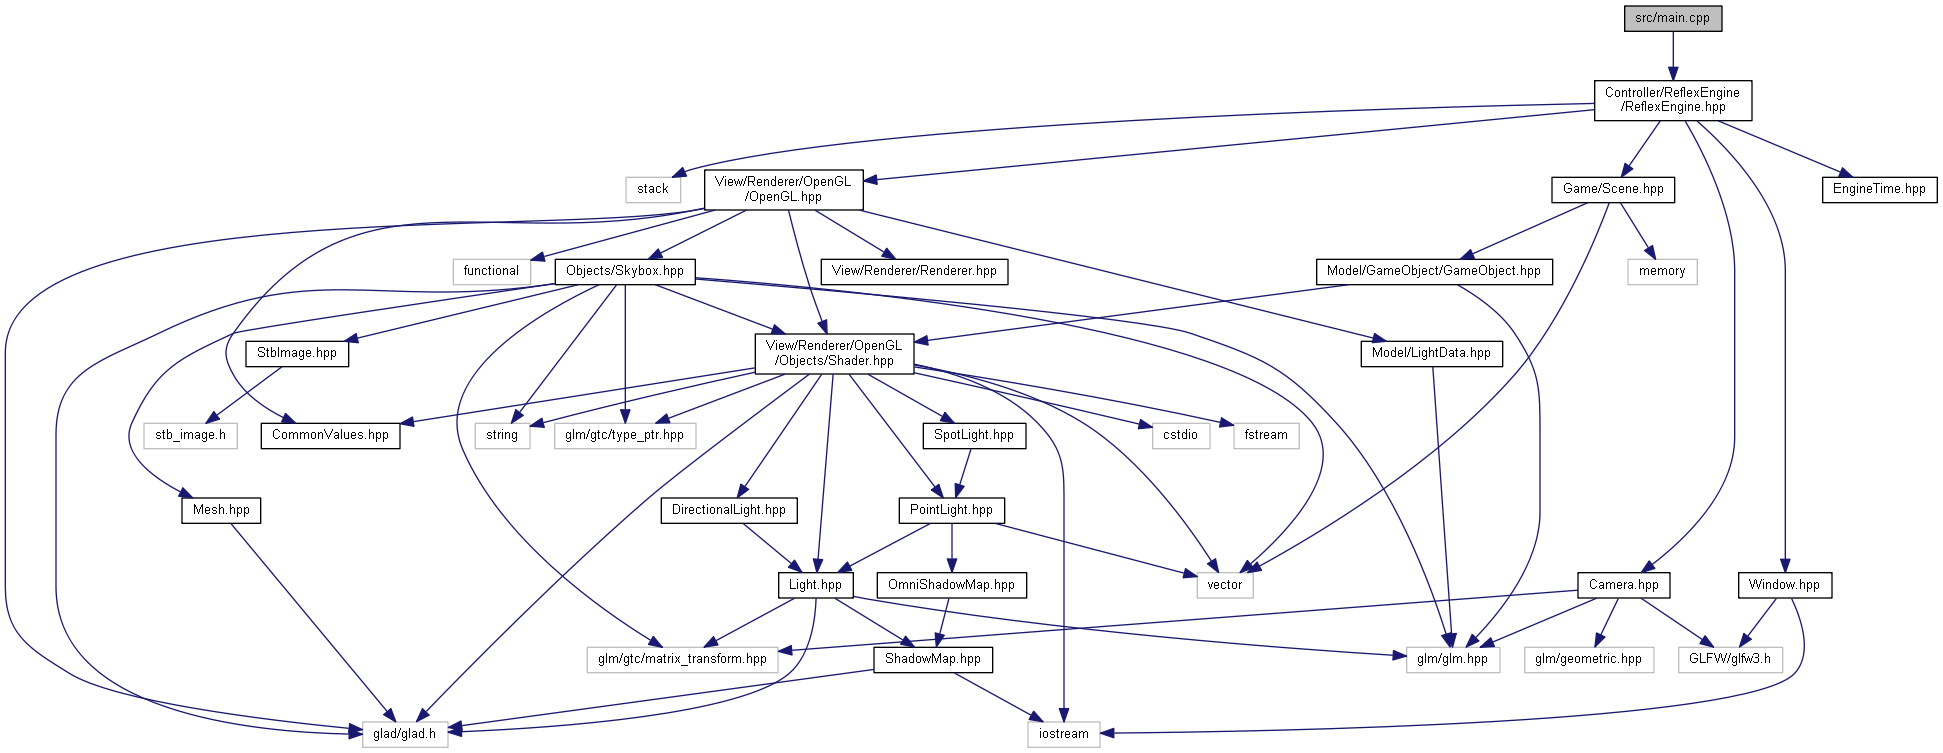 src/main.cpp
Controller/ReflexEngine
/ReflexEngine.hpp
stack
View/Renderer/OpenGL
/OpenGL.hpp
Game/Scene.hpp
EngineTime.hpp
functional
Objects/Skybox.hpp
View/Renderer/Renderer.hpp
Model/GameObject/GameObject.hpp
memory
StbImage.hpp
View/Renderer/OpenGL
/Objects/Shader.hpp
Model/LightData.hpp
stb_image.h
CommonValues.hpp
string
glm/gtc/type_ptr.hpp
SpotLight.hpp
cstdio
fstream
Mesh.hpp
DirectionalLight.hpp
PointLight.hpp
Light.hpp
OmniShadowMap.hpp
vector
Camera.hpp
Window.hpp
glm/gtc/matrix_transform.hpp
ShadowMap.hpp
glm/glm.hpp
glm/geometric.hpp
GLFW/glfw3.h
glad/glad.h
iostream